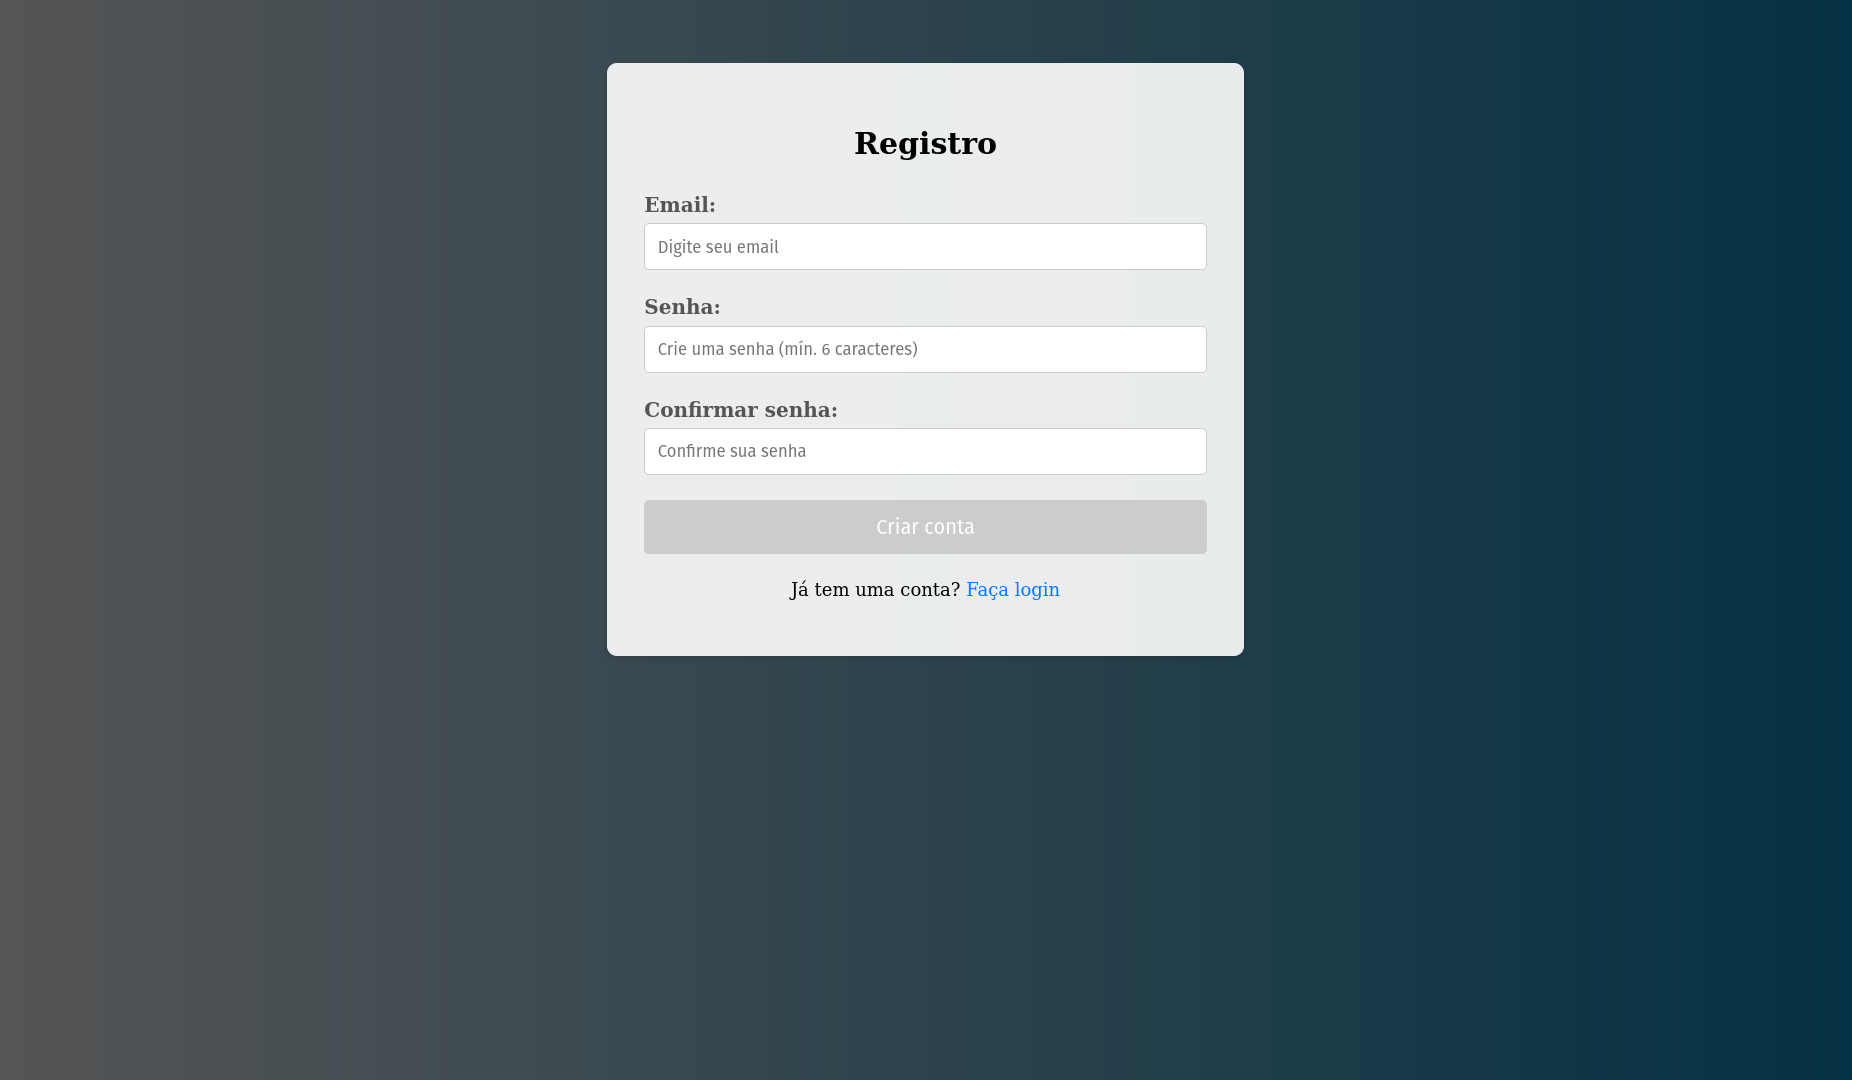 Registro
Email:
Digite seu email
Senha:
Crie uma senha (mín. 6 caracteres)
Confirmar senha:
Confirme sua senha
Criar conta
Já tem uma conta? Faça login